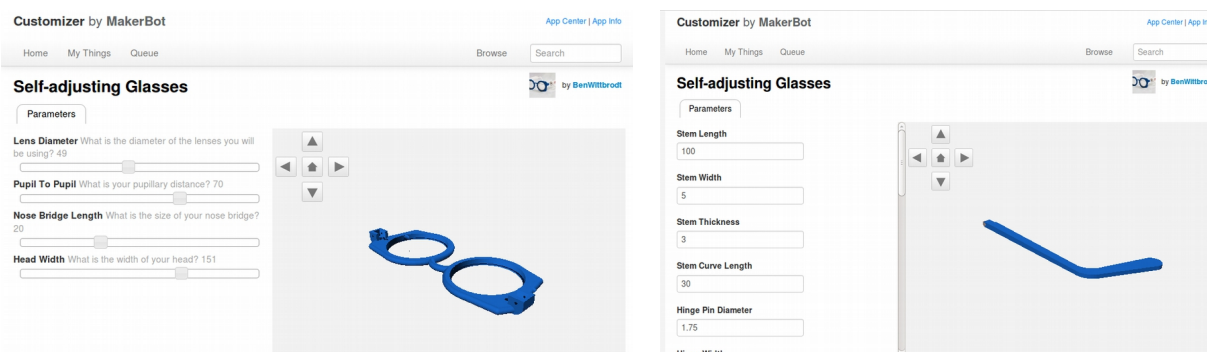 Customizer by MakerBot
App Center | App Info
Home My Things Queue
Browse Search
Self-adjusting Glasses
by BenWittbrodt
Parameters
Lens Diameter What is the diameter of the lenses you will
be using? 49
Pupil To Pupil What is your pupillary distance? 70
Nose Bridge Length What is the size of your nose bridge?
20
Head Width What is the width of your head? 151
Customizer by MakerBot
App Center | App In
Home My Things Queue
Browse Search
Self-adjusting Glasses
by BenWittbro
Parameters
Stem Length
100
Stem Width
5
Stem Thickness
3
Stem Curve Length
30
Hinge Pin Diameter
1.75